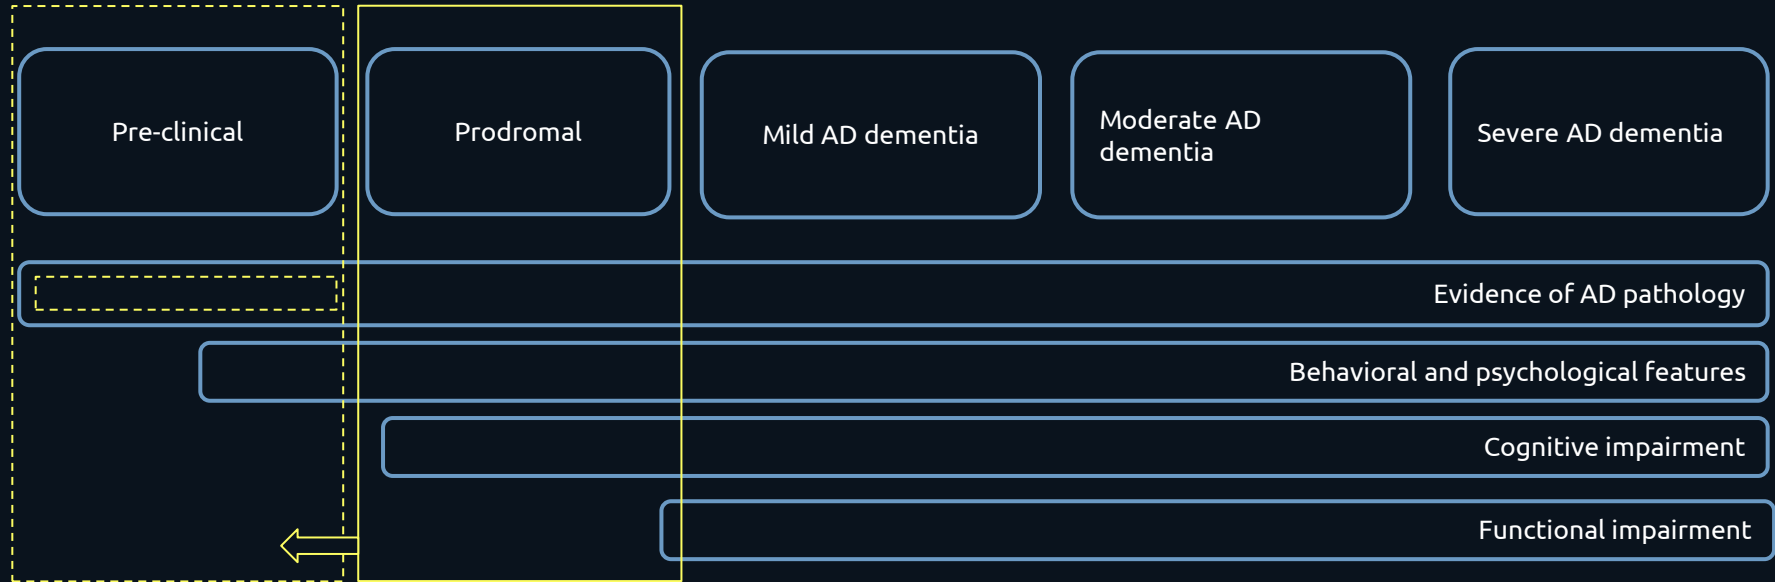 Pre-clinical
Prodromal
Mild AD dementia
Moderate AD
dementia
Severe AD dementia
Evidence of AD pathology
Behavioral and psychological features
Cognitive impairment
Functional impairment